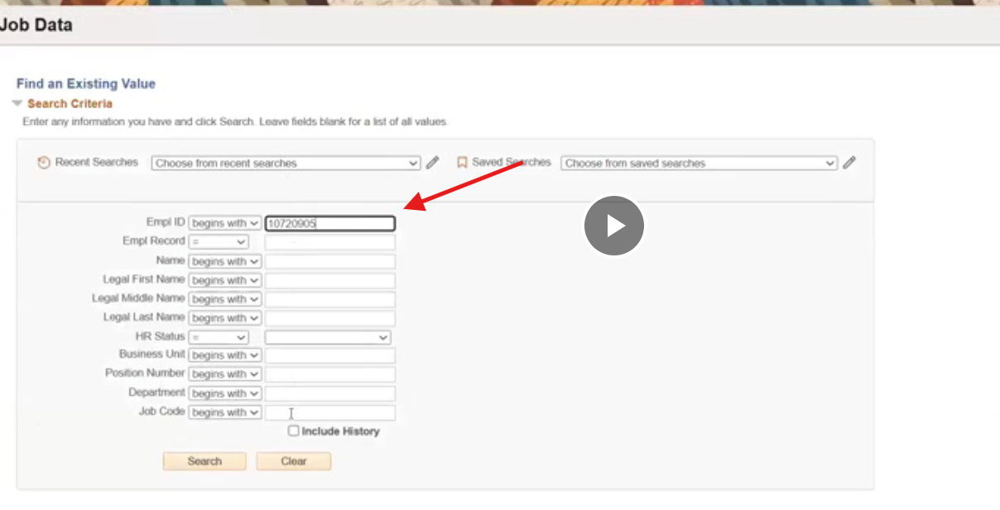 Job Data
Find an Existing Value
Search Criteria
Enter any information you have and click Search. Leave fields blank for a list of all values.
Recent Searches Choose from recent searches Saved Searches Choose from saved searches
Empl ID begins with 10720905
Empl Record =
Name begins with
Legal First Name begins with
Legal Middle Name begins with
Legal Last Name begins with
HR Status =
Business Unit begins with
Position Number begins with
Department begins with
Job Code begins with
Include History
Search Clear